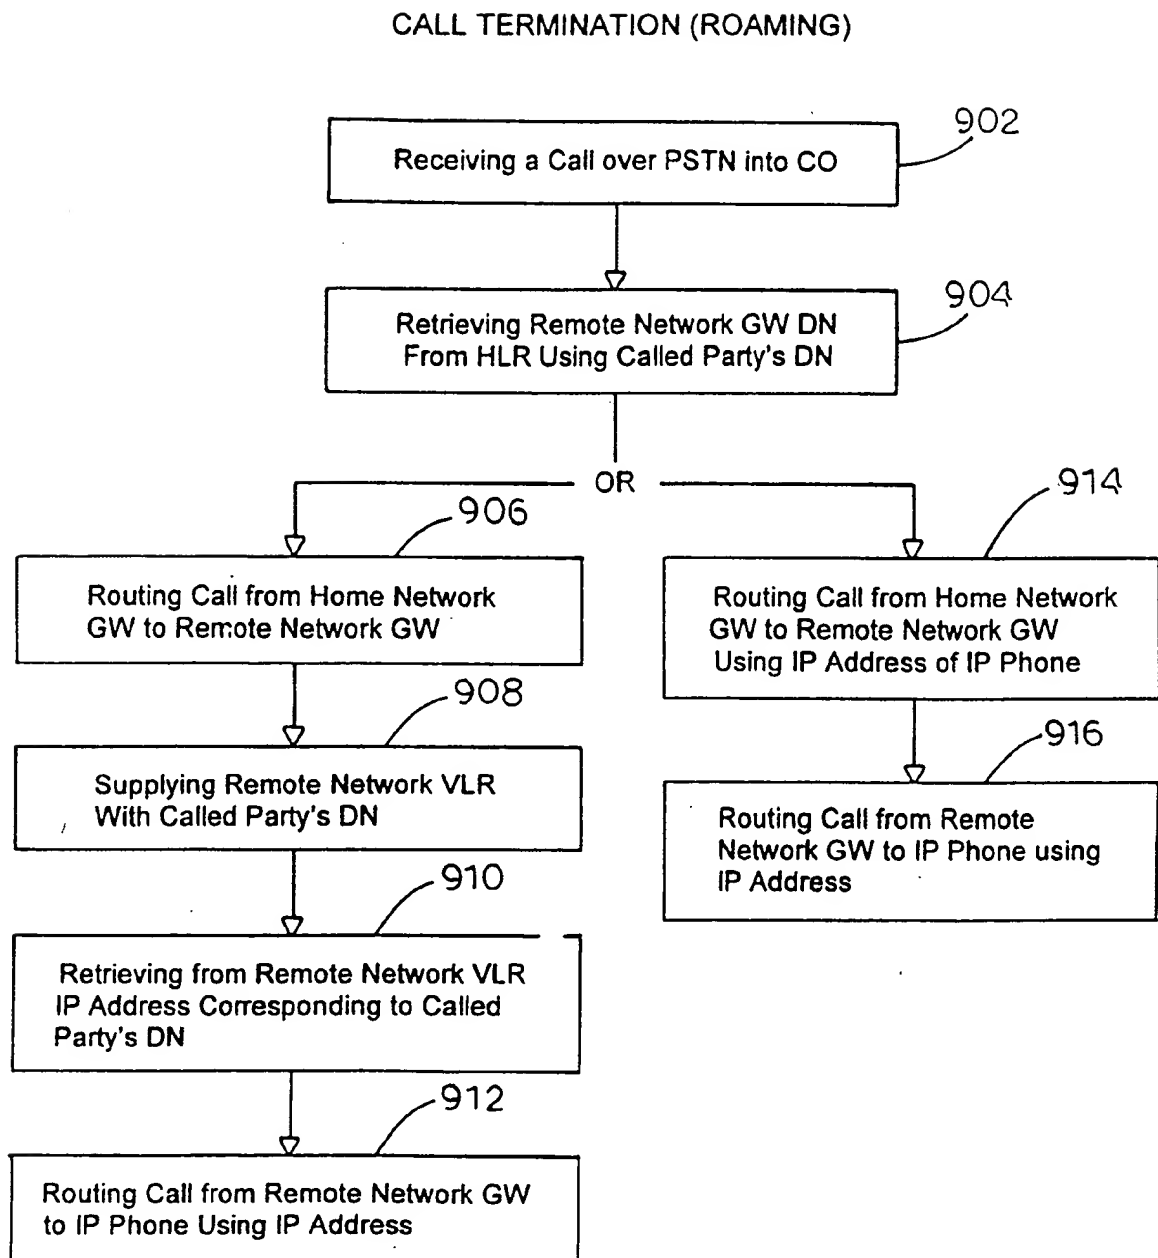 CALL TERMINATION (ROAMING)
902
Receiving a Call over PSTN into CO
904
Retrieving Remote Network GW DN
From HLR Using Called Party's DN
OR
906
Routing Call from Home Network
GW to Remote Network GW
908
Supplying Remote Network VLR
With Called Party's DN
910
Retrieving from Remote Network VLR
IP Address Corresponding to Called
Party's DN
912
Routing Call from Remote Network GW
to IP Phone Using IP Address
914
Routing Call from Home Network
GW to Remote Network GW
Using IP Address of IP Phone
916
Routing Call from Remote
Network GW to IP Phone using
IP Address